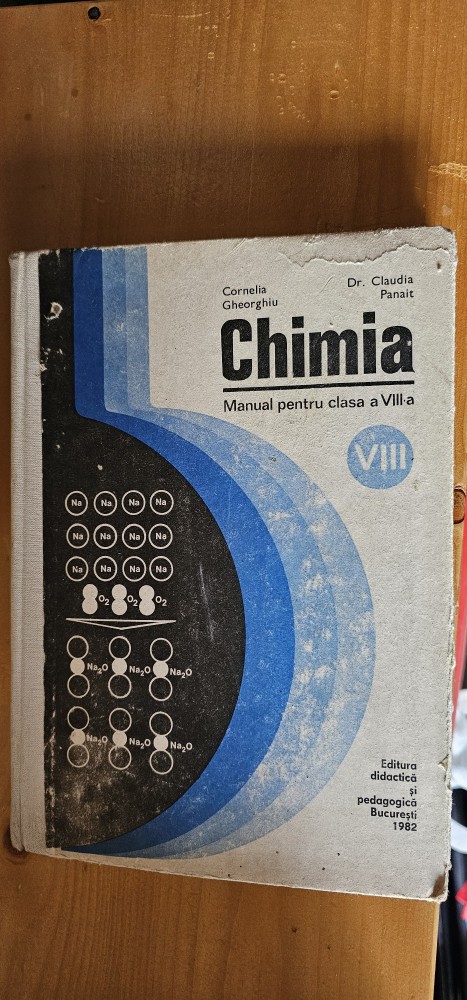 Cornelia
Gheorghiu
Dr. Claudia
Panait
Chimia
Manual pentru clasa a VIII-a
VIII
Na Na Na Na
Na Na Na Na
Na Na Na Na
O2 O2 O2
Na2O Na2O Na2O
Na2O Na2O Na2O
Editura
didactică
și
pedagogică
București
1982